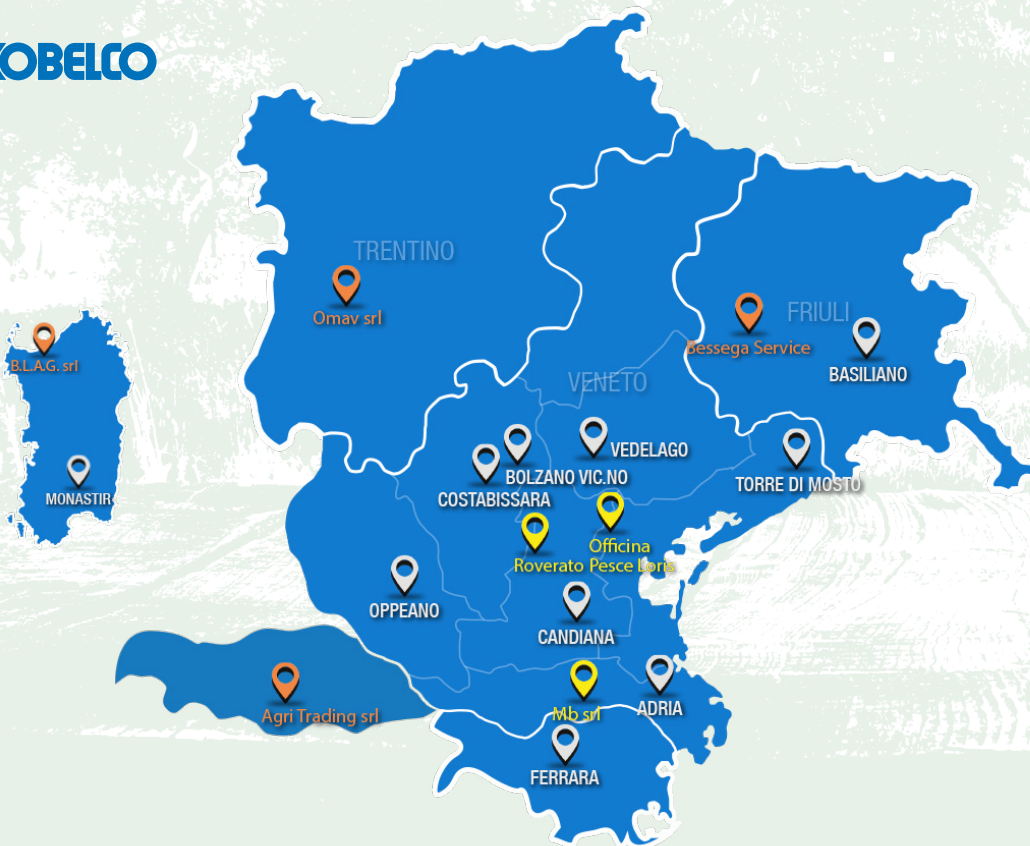 KOBELCO
TRENTINO
Omav srl
FRIULI
Bessega Service
BASILIANO
B.L.A.G. srl
MONASTIR
VENETO
VEDELAGO
BOLZANO VIC.NO
COSTABISSARA
TORRE DI MOSTO
Officina
Roverato Pesce Loris
OPPEANO
CANDIANA
Agri Trading srl
Mb srl
ADRIA
FERRARA